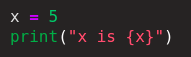 x = 5
print("x is {x}")